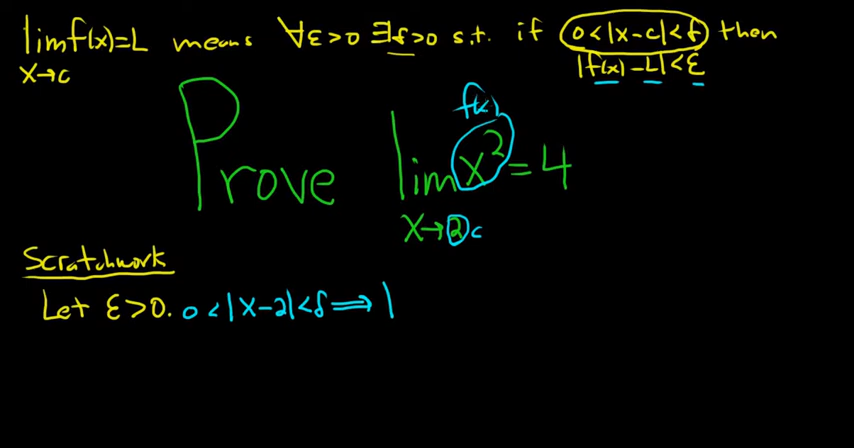 lim f(x) = L means ∀ε>0 ∃δ>0 s.t. if 0<|x-c|<δ then
x→c |f(x)-L|<ε
f(x)
Prove lim x² = 4
x→2 c
Scratchwork
Let ε>0. 0<|x-2|<δ ⟹ |